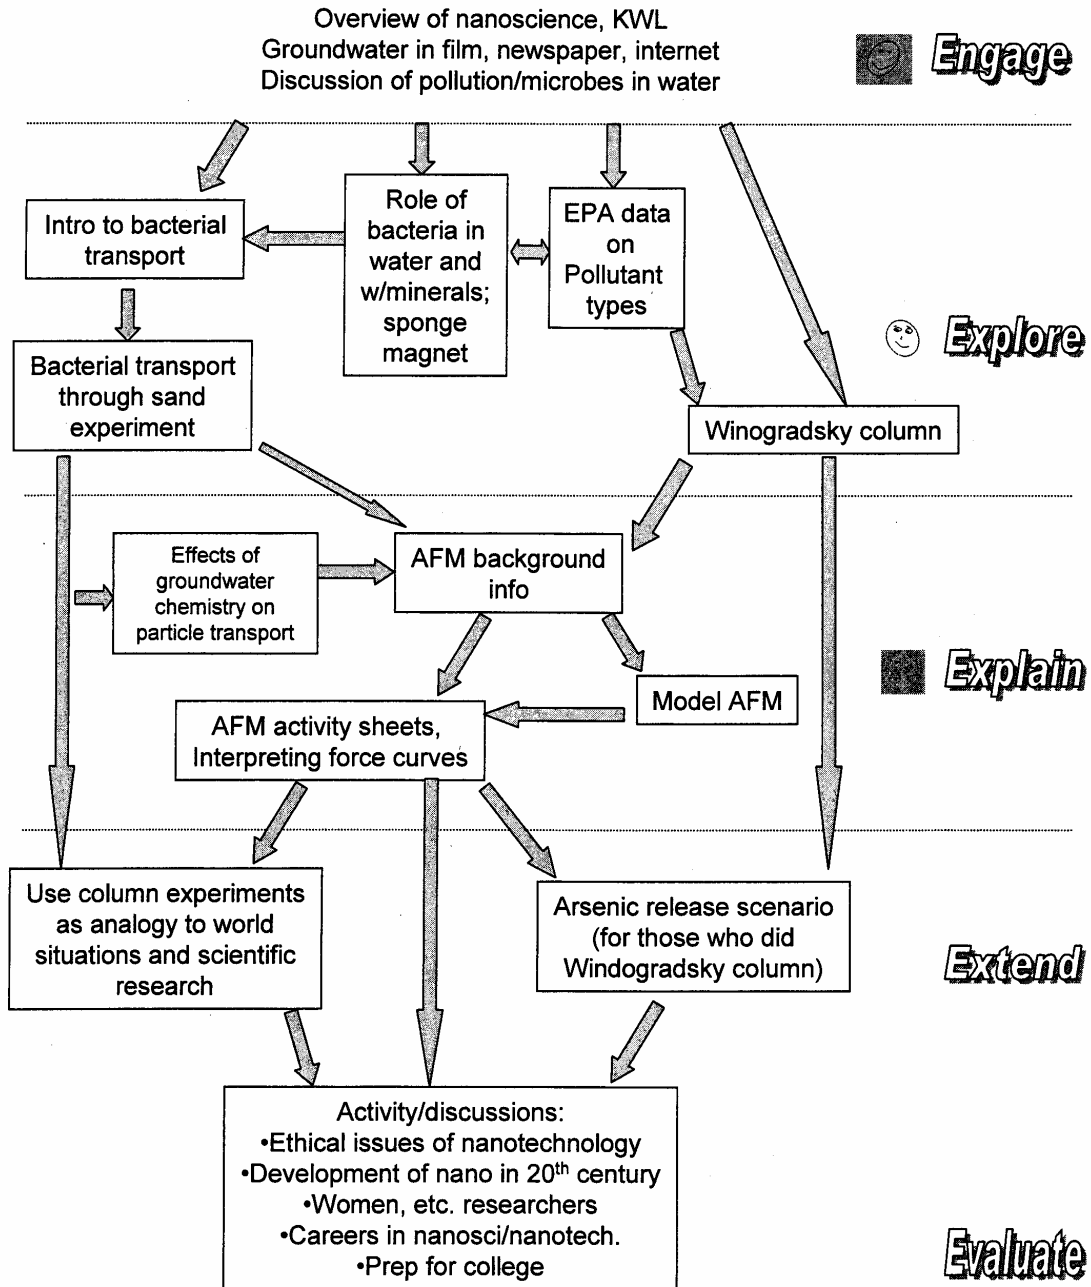 Overview of nanoscience, KWL
Groundwater in film, newspaper, internet
Discussion of pollution/microbes in water
Engage
Intro to bacterial
transport
Role of
bacteria in
water and
w/minerals;
sponge
magnet
EPA data
on
Pollutant
types
Explore
Bacterial transport
through sand
experiment
Winogradsky column
Effects of
groundwater
chemistry on
particle transport
AFM background
info
Explain
Model AFM
AFM activity sheets,
Interpreting force curves
Use column experiments
as analogy to world
situations and scientific
research
Arsenic release scenario
(for those who did
Windogradsky column)
Extend
Activity/discussions:
•Ethical issues of nanotechnology
•Development of nano in 20th century
•Women, etc. researchers
•Careers in nanosci/nanotech.
•Prep for college
Evaluate